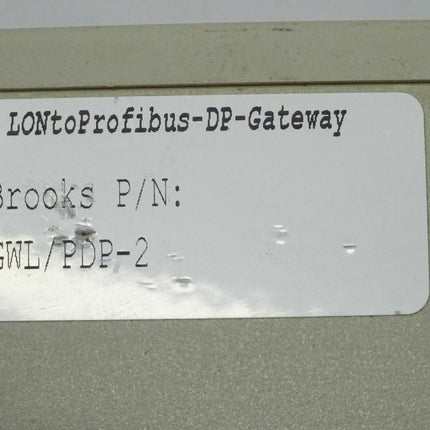 LONtoProfibus-DP-Gateway
Brooks P/N:
GWL/PDP-2